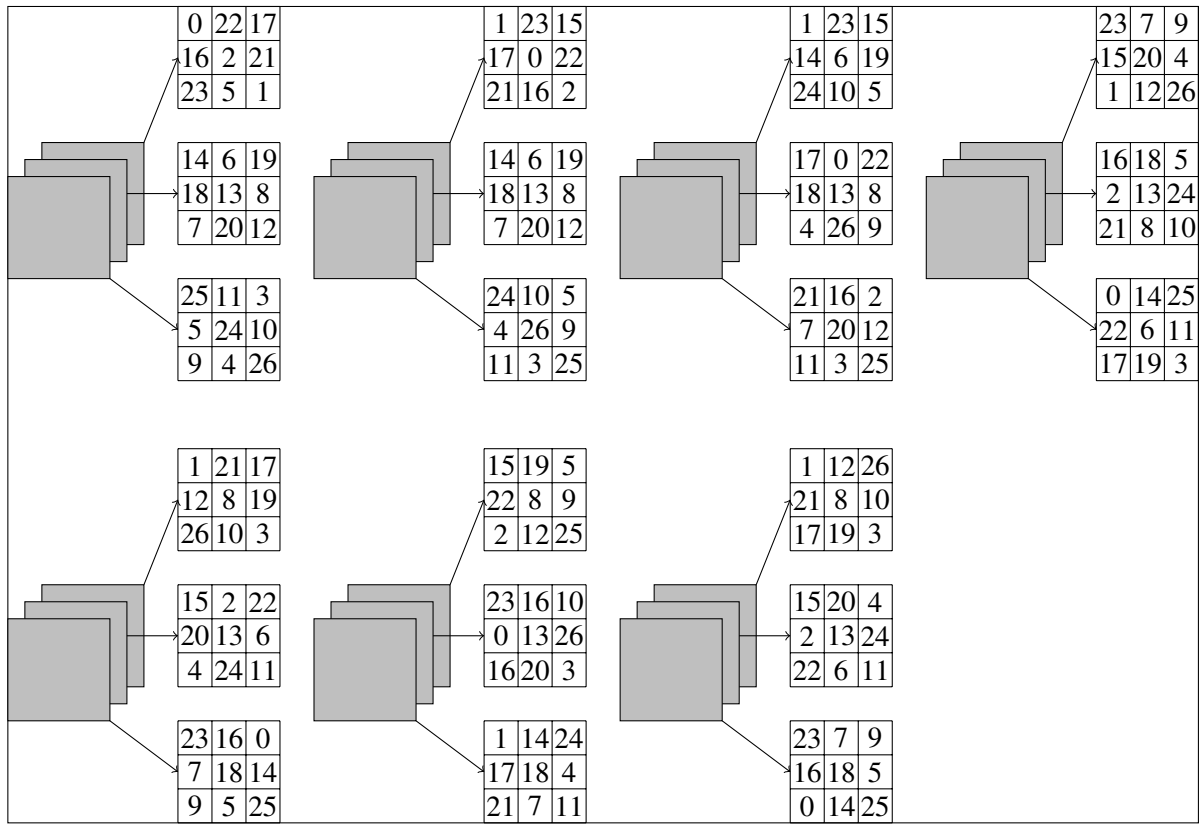 0 22 17
16 2 21
23 5 1
14 6 19
18 13 8
7 20 12
25 11 3
5 24 10
9 4 26
1 23 15
17 0 22
21 16 2
14 6 19
18 13 8
7 20 12
24 10 5
4 26 9
11 3 25
1 23 15
14 6 19
24 10 5
17 0 22
18 13 8
4 26 9
21 16 2
7 20 12
11 3 25
23 7 9
15 20 4
1 12 26
16 18 5
2 13 24
21 8 10
0 14 25
22 6 11
17 19 3
1 21 17
12 8 19
26 10 3
15 2 22
20 13 6
4 24 11
23 16 0
7 18 14
9 5 25
15 19 5
22 8 9
2 12 25
23 16 10
0 13 26
16 20 3
1 14 24
17 18 4
21 7 11
1 12 26
21 8 10
17 19 3
15 20 4
2 13 24
22 6 11
23 7 9
16 18 5
0 14 25